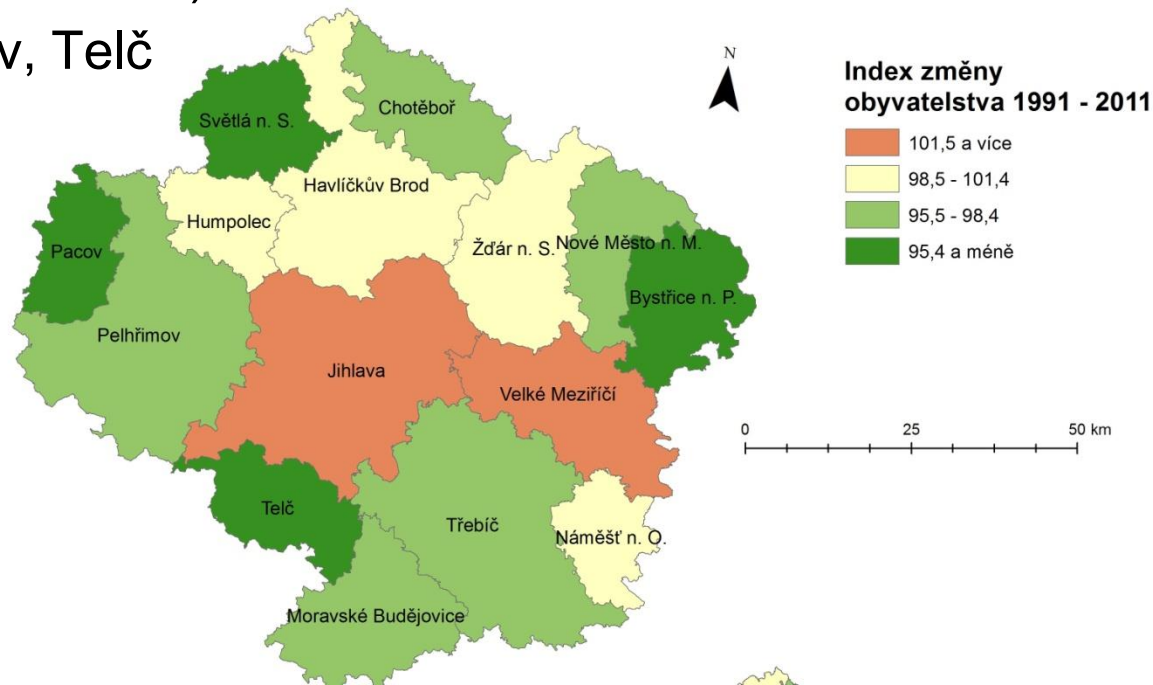 v, Telč
N
Index změny
obyvatelstva 1991 - 2011
101,5 a více
98,5 - 101,4
95,5 - 98,4
95,4 a méně
Chotěboř
Světlá n. S.
Havlíčkův Brod
Humpolec
Žďár n. S.
Nové Město n. M.
Pacov
Bystřice n. P.
Pelhřimov
Jihlava
Velké Meziříčí
0 25 50 km
Telč
Třebíč
Náměšť n. O.
Moravské Budějovice